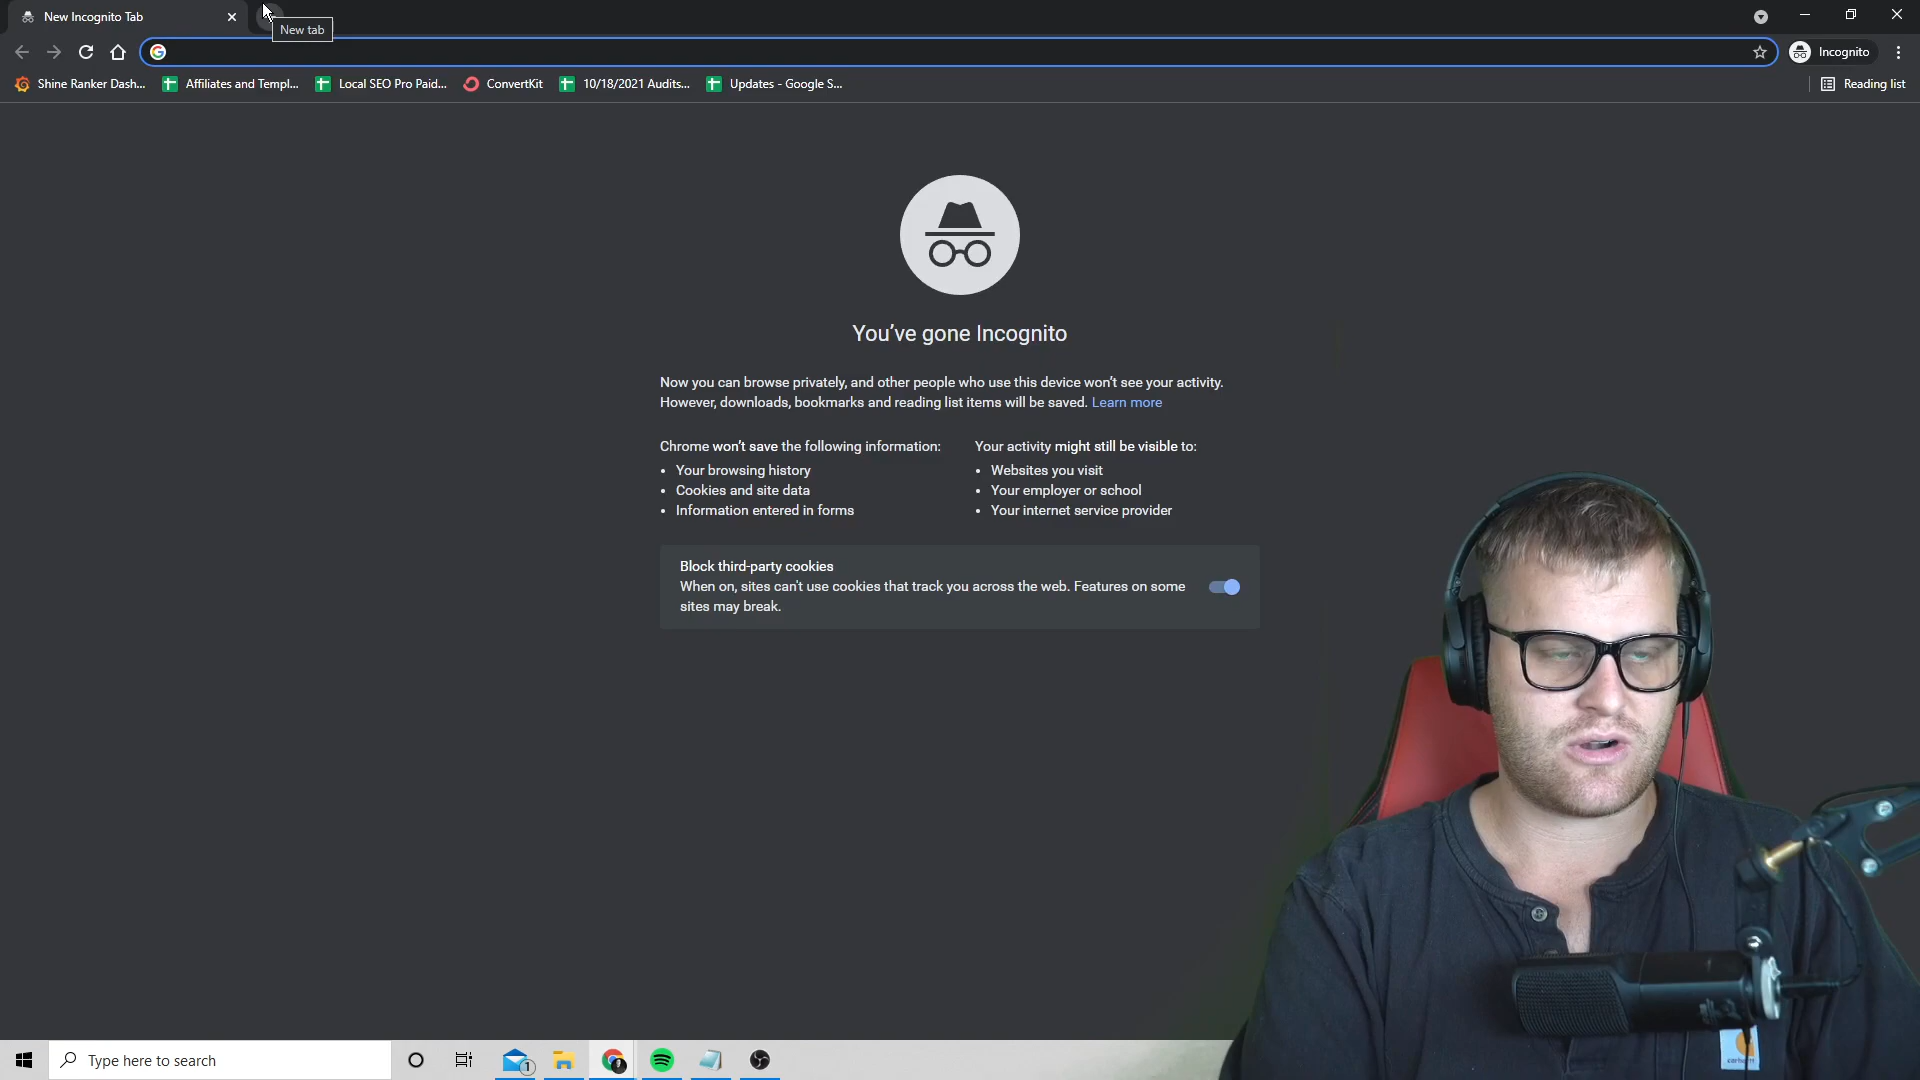 New Incognito Tab
New tab
Incognito
Shine Ranker Dash... Affiliates and Templ... Local SEO Pro Paid... ConvertKit 10/18/2021 Audits... Updates - Google S... Reading list
You've gone Incognito
Now you can browse privately, and other people who use this device won't see your activity.
However, downloads, bookmarks and reading list items will be saved. Learn more
Chrome won't save the following information:
• Your browsing history
• Cookies and site data
• Information entered in forms
Your activity might still be visible to:
• Websites you visit
• Your employer or school
• Your internet service provider
Block third-party cookies
When on, sites can't use cookies that track you across the web. Features on some
sites may break.
carhartt
Type here to search
1